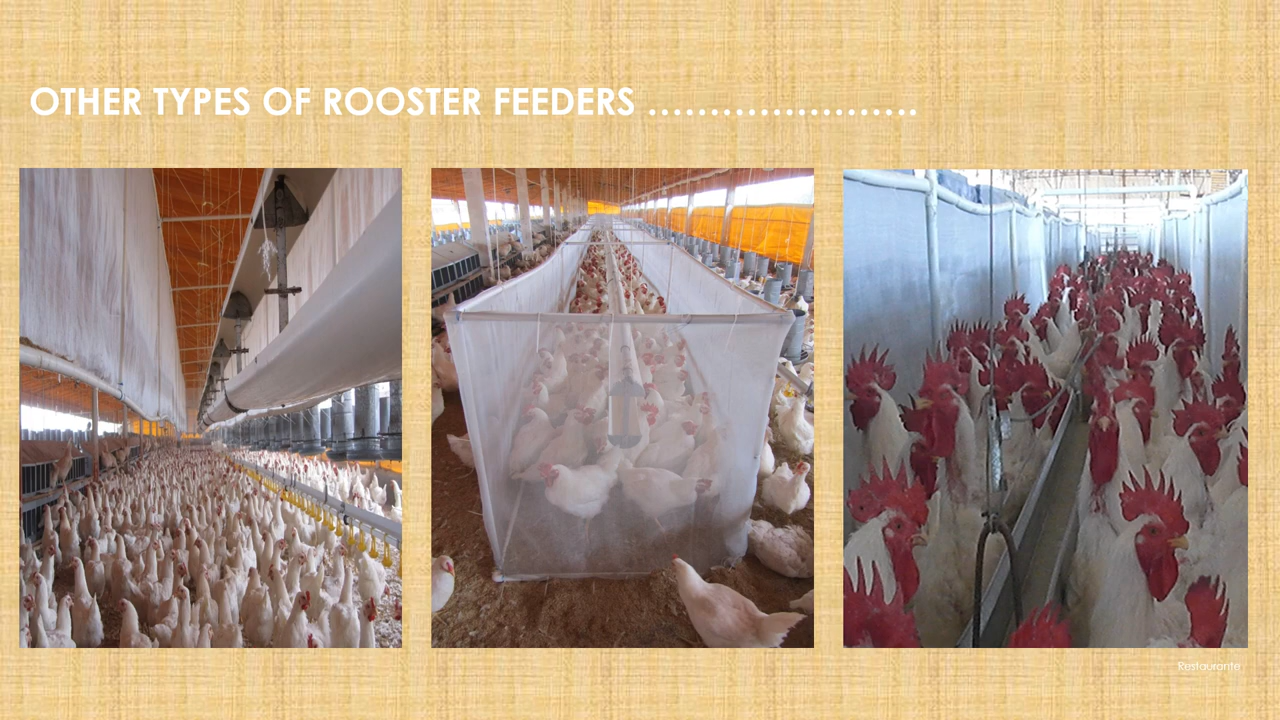 OTHER TYPES OF ROOSTER FEEDERS .....................
Restaurante